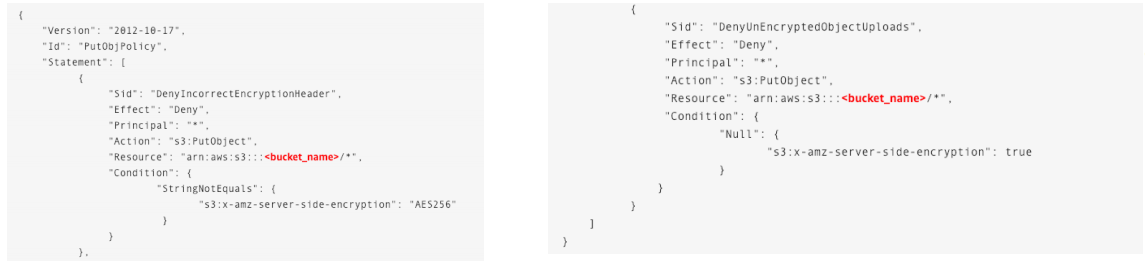 {
"Version": "2012-10-17",
"Id": "PutObjPolicy",
"Statement": [
{
"Sid": "DenyIncorrectEncryptionHeader",
"Effect": "Deny",
"Principal": "*",
"Action": "s3:PutObject",
"Resource": "arn:aws:s3:::<bucket_name>/*",
"Condition": {
"StringNotEquals": {
"s3:x-amz-server-side-encryption": "AES256"
}
}
},
{
"Sid": "DenyUnEncryptedObjectUploads",
"Effect": "Deny",
"Principal": "*",
"Action": "s3:PutObject",
"Resource": "arn:aws:s3:::<bucket_name>/*",
"Condition": {
"Null": {
"s3:x-amz-server-side-encryption": true
}
}
}
]
}